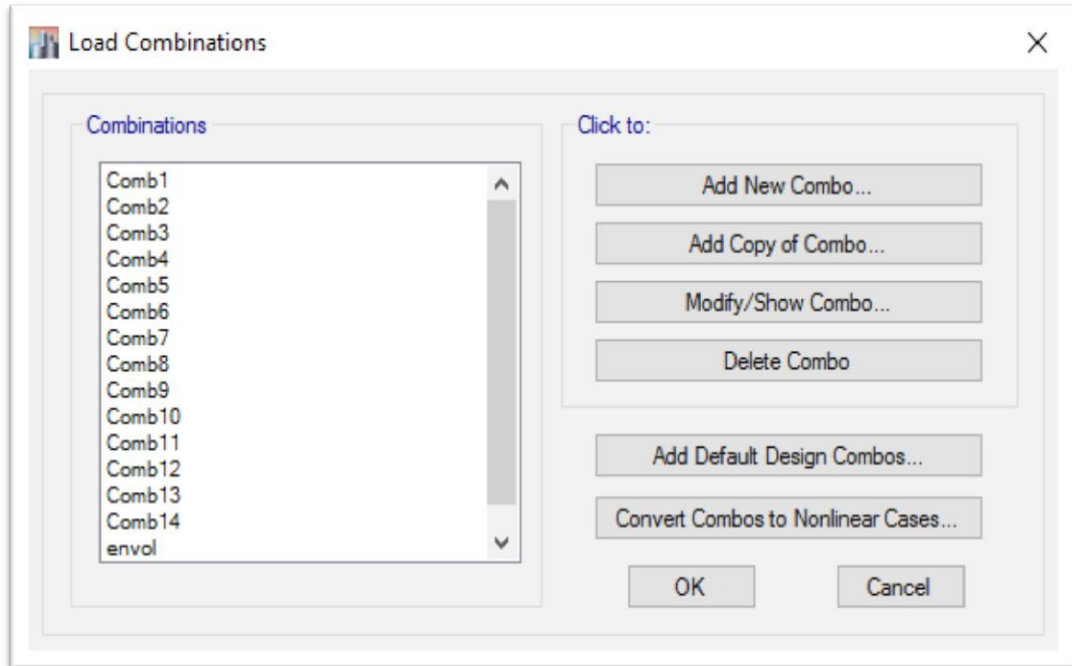 Load Combinations
Combinations
Comb1
Comb2
Comb3
Comb4
Comb5
Comb6
Comb7
Comb8
Comb9
Comb10
Comb11
Comb12
Comb13
Comb14
envol
Click to:
Add New Combo...
Add Copy of Combo...
Modify/Show Combo...
Delete Combo
Add Default Design Combos...
Convert Combos to Nonlinear Cases...
OK
Cancel